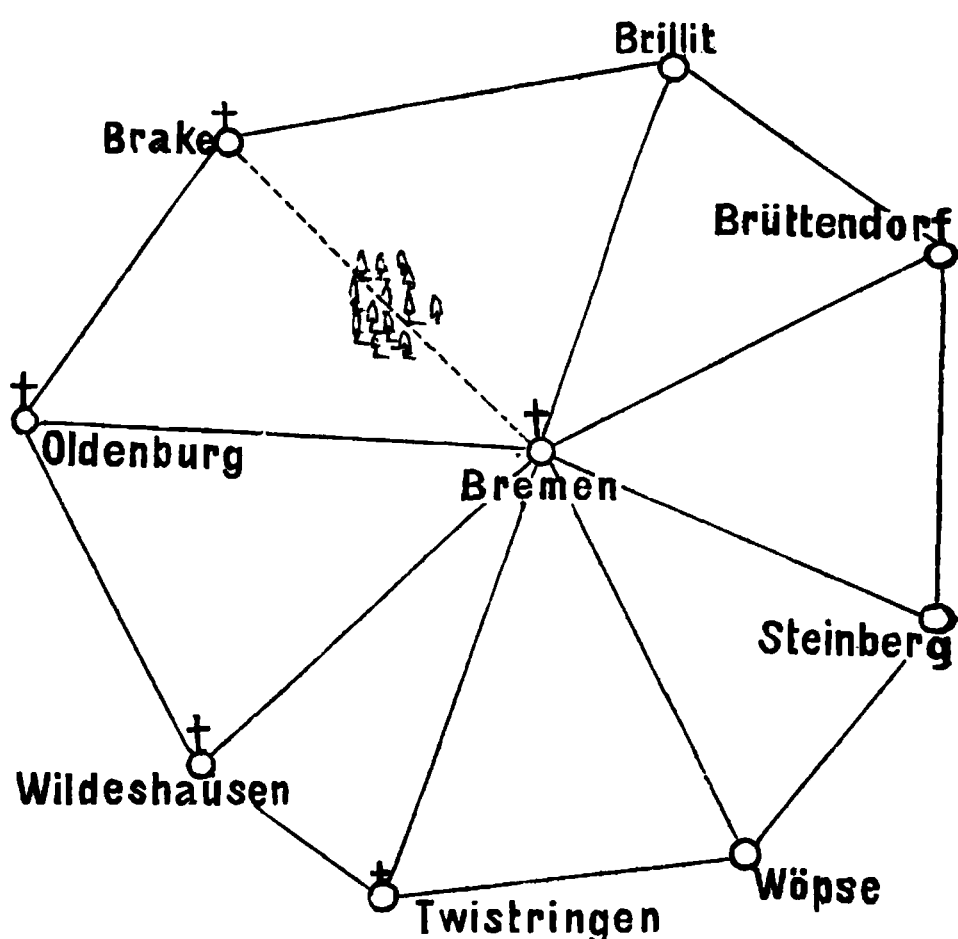 Brillit
Brake
Brüttendorf
Oldenburg
Bremen
Steinberg
Wildeshausen
Wöpse
Twistringen